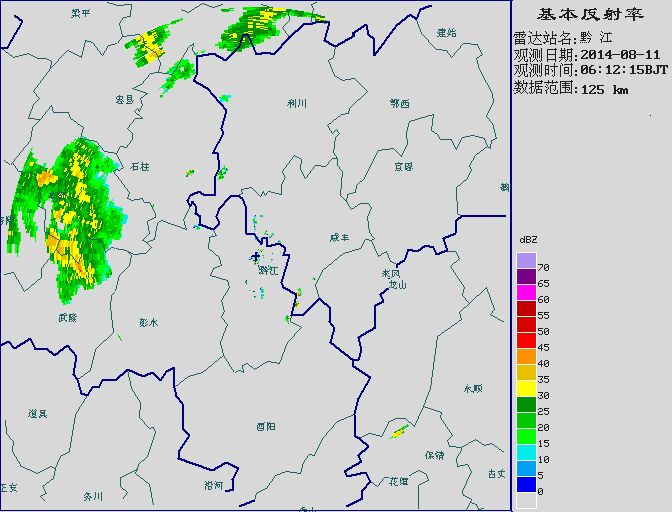 基本反射率
雷达站名:黔 江
观测日期:2014-08-11
观测时间:06:12:15BJT
数据范围:125 km
dBZ
70
65
60
55
50
45
40
35
30
25
20
15
10
5
0
梁平
建始
忠县
利川
鄂西
石柱
宣恩
咸丰
黔江
来凤
龙山
武隆
彭水
永顺
道真
酉阳
保靖
古丈
正安
务川
沿河
花垣